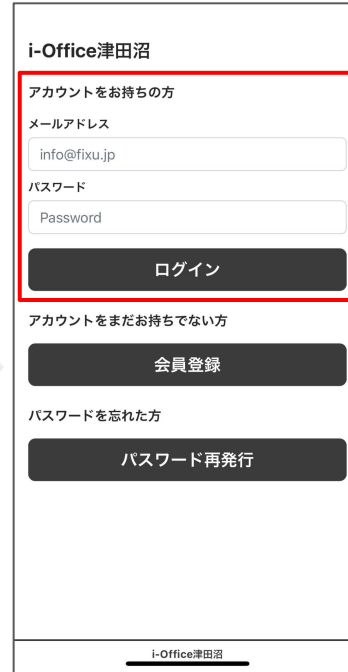 i-Office津田沼
アカウントをお持ちの方
メールアドレス
info@fixu.jp
パスワード
Password
ログイン
アカウントをまだお持ちでない方
会員登録
パスワードを忘れた方
パスワード再発行
i-Office津田沼